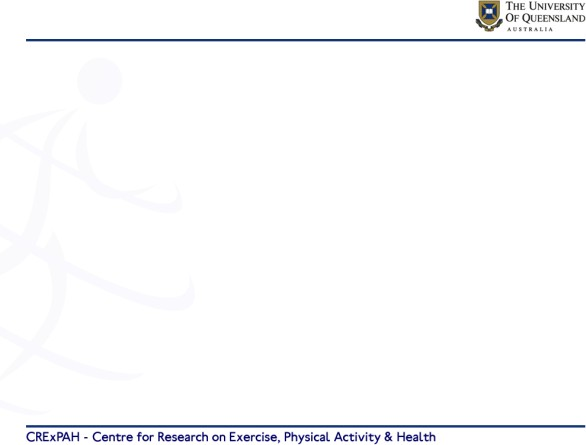 THE UNIVERSITY
OF QUEENSLAND
AUSTRALIA
CRExPAH - Centre for Research on Exercise, Physical Activity & Health